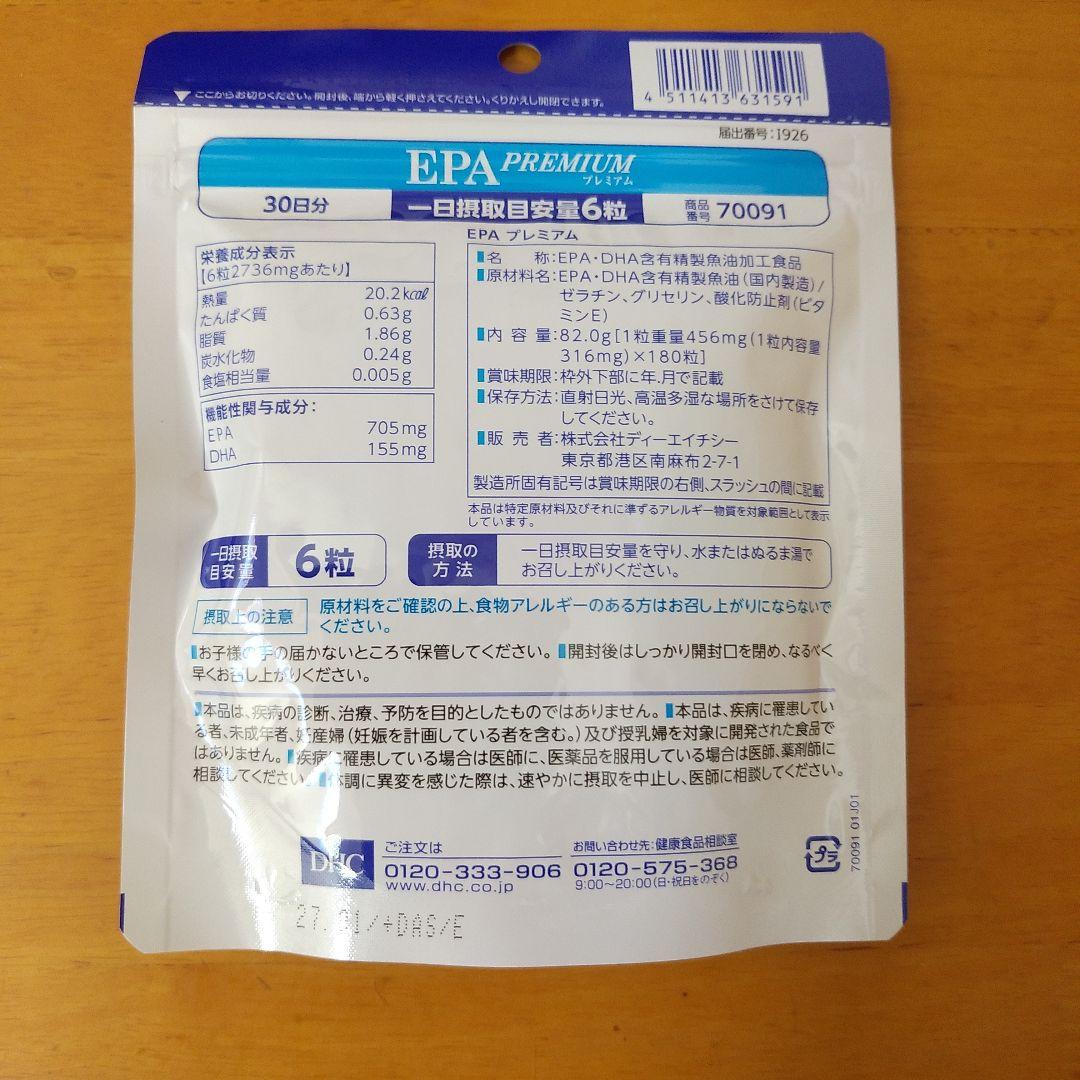 ここからお切りください。開封後、端から軽く押さえてください。くりかえし開閉できます。
4 511413 631591
届出番号:I926
EPA PREMIUM
プレミアム
30日分
一日摂取目安量6粒
商品番号 70091
EPA プレミアム
栄養成分表示
【6粒2736mgあたり】
熱量 20.2kcal
たんぱく質 0.63g
脂質 1.86g
炭水化物 0.24g
食塩相当量 0.005g
機能性関与成分:
EPA 705mg
DHA 155mg
名 称:EPA・DHA含有精製魚油加工食品
原材料名:EPA・DHA含有精製魚油(国内製造)/
ゼラチン、グリセリン、酸化防止剤(ビタ
ミンE)
内 容 量:82.0g[1粒重量456mg(1粒内容量
316mg)×180粒]
賞味期限:枠外下部に年.月で記載
保存方法:直射日光、高温多湿な場所をさけて保存
してください。
販 売 者:株式会社ディーエイチシー
東京都港区南麻布2-7-1
製造所固有記号は賞味期限の右側、スラッシュの間に記載
本品は特定原材料及びそれに準ずるアレルギー物質を対象範囲として表示
しています。
一日摂取
目安量
6粒
摂取の
方法
一日摂取目安量を守り、水またはぬるま湯で
お召し上がりください。
摂取上の注意
原材料をご確認の上、食物アレルギーのある方はお召し上がりにならないで
ください。
お子様の手の届かないところで保管してください。 開封後はしっかり開封口を閉め、なるべく
早くお召し上がりください。
本品は、疾病の診断、治療、予防を目的としたものではありません。 本品は、疾病に罹患してい
る者、未成年者、妊産婦(妊娠を計画している者を含む。)及び授乳婦を対象に開発された食品で
はありません。 疾病に罹患している場合は医師に、医薬品を服用している場合は医師、薬剤師に
相談してください。 体調に異変を感じた際は、速やかに摂取を中止し、医師に相談してください。
DHC
ご注文は
0120-333-906
www.dhc.co.jp
お問い合わせ先:健康食品相談室
0120-575-368
9:00〜20:00(日・祝日をのぞく)
プラ
70091 01J01
/+DAS/E